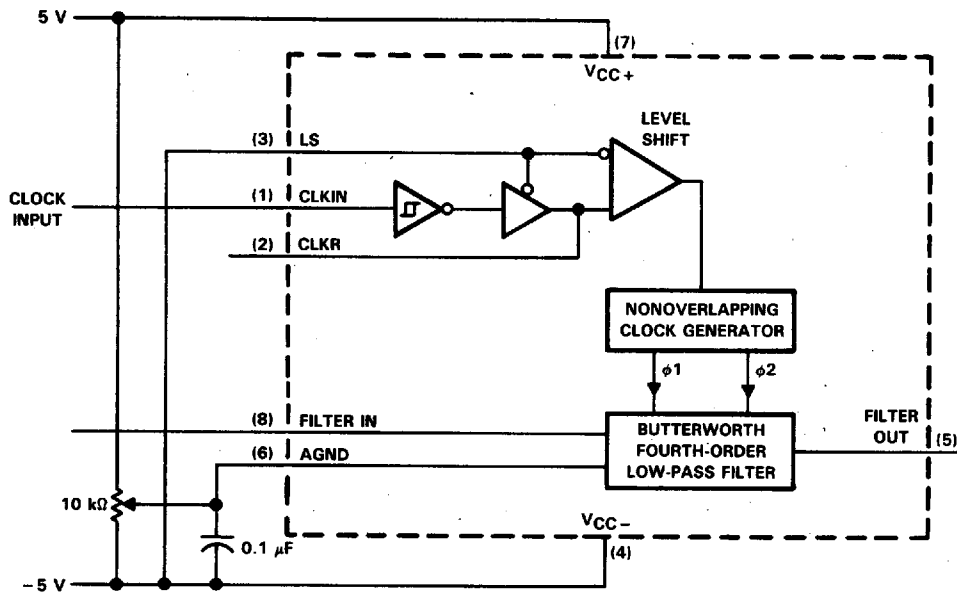 5 V
(7)
VCC+
LEVEL
SHIFT
(3) LS
CLOCK
INPUT
(1) CLKIN
(2) CLKR
NONOVERLAPPING
CLOCK GENERATOR
φ1
φ2
(8) FILTER IN
(6) AGND
BUTTERWORTH
FOURTH-ORDER
LOW-PASS FILTER
FILTER
OUT
(5)
10 kΩ
0.1 μF
VCC−
(4)
−5 V